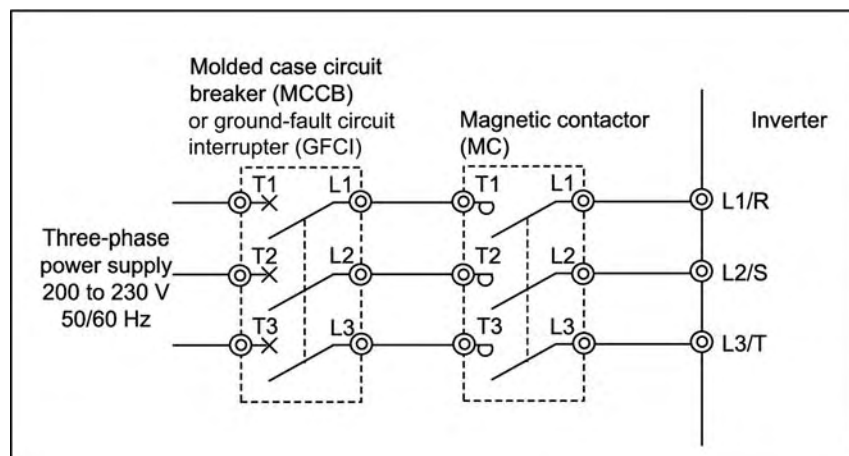 Molded case circuit
breaker (MCCB)
or ground-fault circuit
interrupter (GFCI)
Magnetic contactor
(MC)
Inverter
Three-phase
power supply
200 to 230 V
50/60 Hz
T1 L1 T1 L1 L1/R
T2 L2 T2 L2 L2/S
T3 L3 T3 L3 L3/T